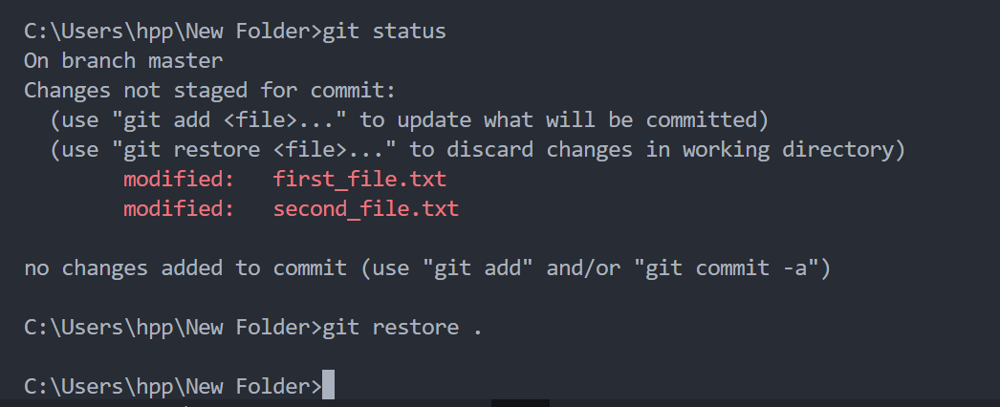 C:\Users\hpp\New Folder>git status
On branch master
Changes not staged for commit:
  (use "git add <file>..." to update what will be committed)
  (use "git restore <file>..." to discard changes in working directory)
        modified:   first_file.txt
        modified:   second_file.txt
no changes added to commit (use "git add" and/or "git commit -a")
C:\Users\hpp\New Folder>git restore .
C:\Users\hpp\New Folder>